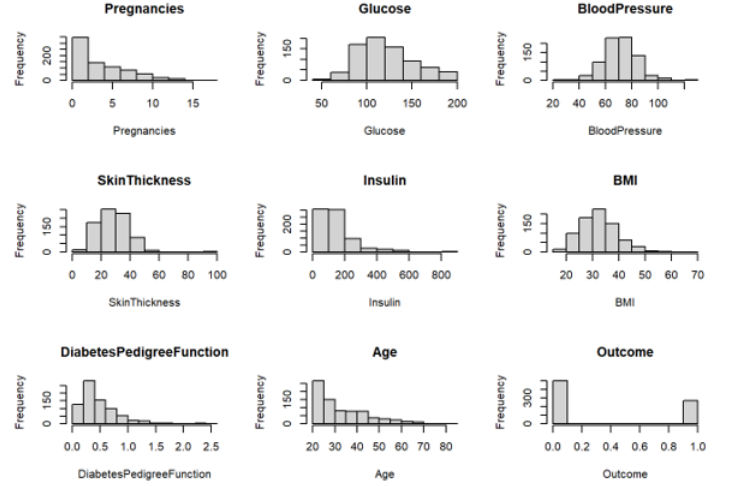 Pregnancies
Frequency
0 200
0 5 10 15
Pregnancies
Glucose
Frequency
0 150
50 100 150 200
Glucose
BloodPressure
Frequency
0 150
20 40 60 80 100
BloodPressure
SkinThickness
Frequency
0 150
0 20 40 60 80 100
SkinThickness
Insulin
Frequency
0 200
0 200 400 600 800
Insulin
BMI
Frequency
0 150
20 30 40 50 60 70
BMI
DiabetesPedigreeFunction
Frequency
0 150
0.0 0.5 1.0 1.5 2.0 2.5
DiabetesPedigreeFunction
Age
Frequency
0 150
20 30 40 50 60 70 80
Age
Outcome
Frequency
0 300
0.0 0.2 0.4 0.6 0.8 1.0
Outcome